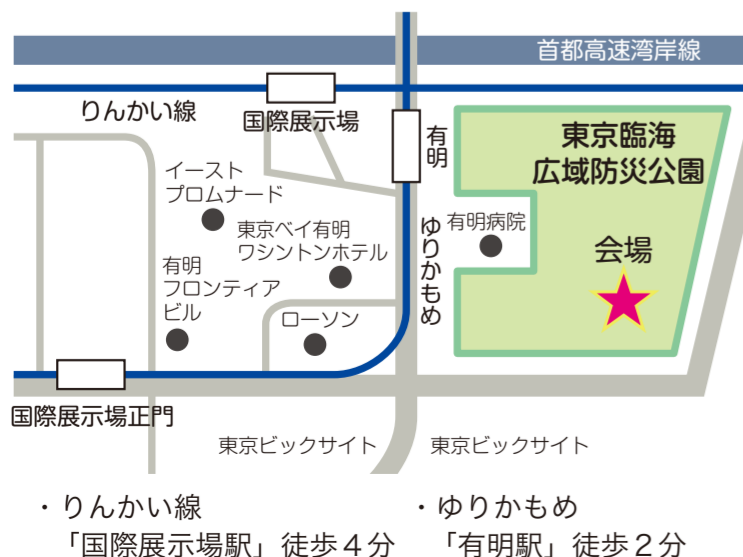 首都高速湾岸線
りんかい線
国際展示場
有明
東京臨海
広域防災公園
イースト
プロムナード
東京ベイ有明
ワシントンホテル
ゆりかもめ
有明病院
会場
有明
フロンティア
ビル
ローソン
国際展示場正門
東京ビックサイト
東京ビックサイト
・りんかい線
「国際展示場駅」徒歩４分
・ゆりかもめ
「有明駅」徒歩２分